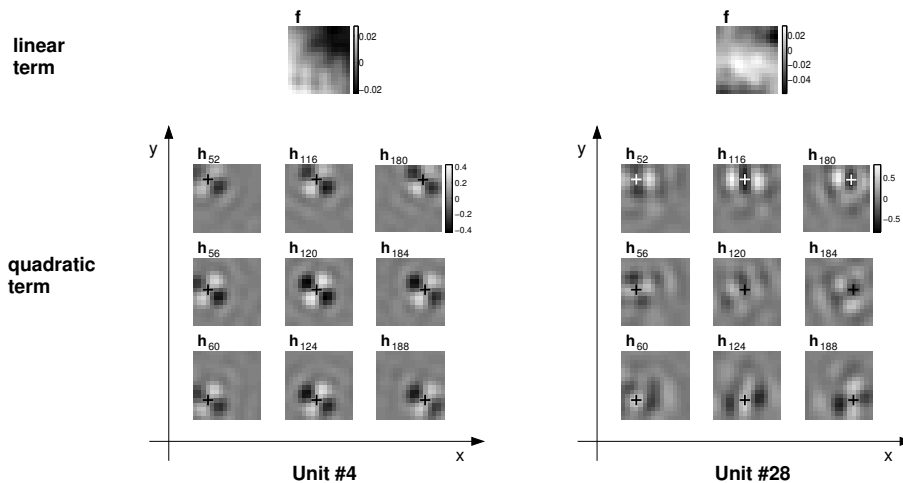 linear
term
f
0.02
0
−0.02
f
0.02
0
−0.02
−0.04
quadratic
term
y
h52
h116
h180
0.4
0.2
0
−0.2
−0.4
h56
h120
h184
h60
h124
h188
x
Unit #4
y
h52
h116
h180
0.5
0
−0.5
h56
h120
h184
h60
h124
h188
x
Unit #28